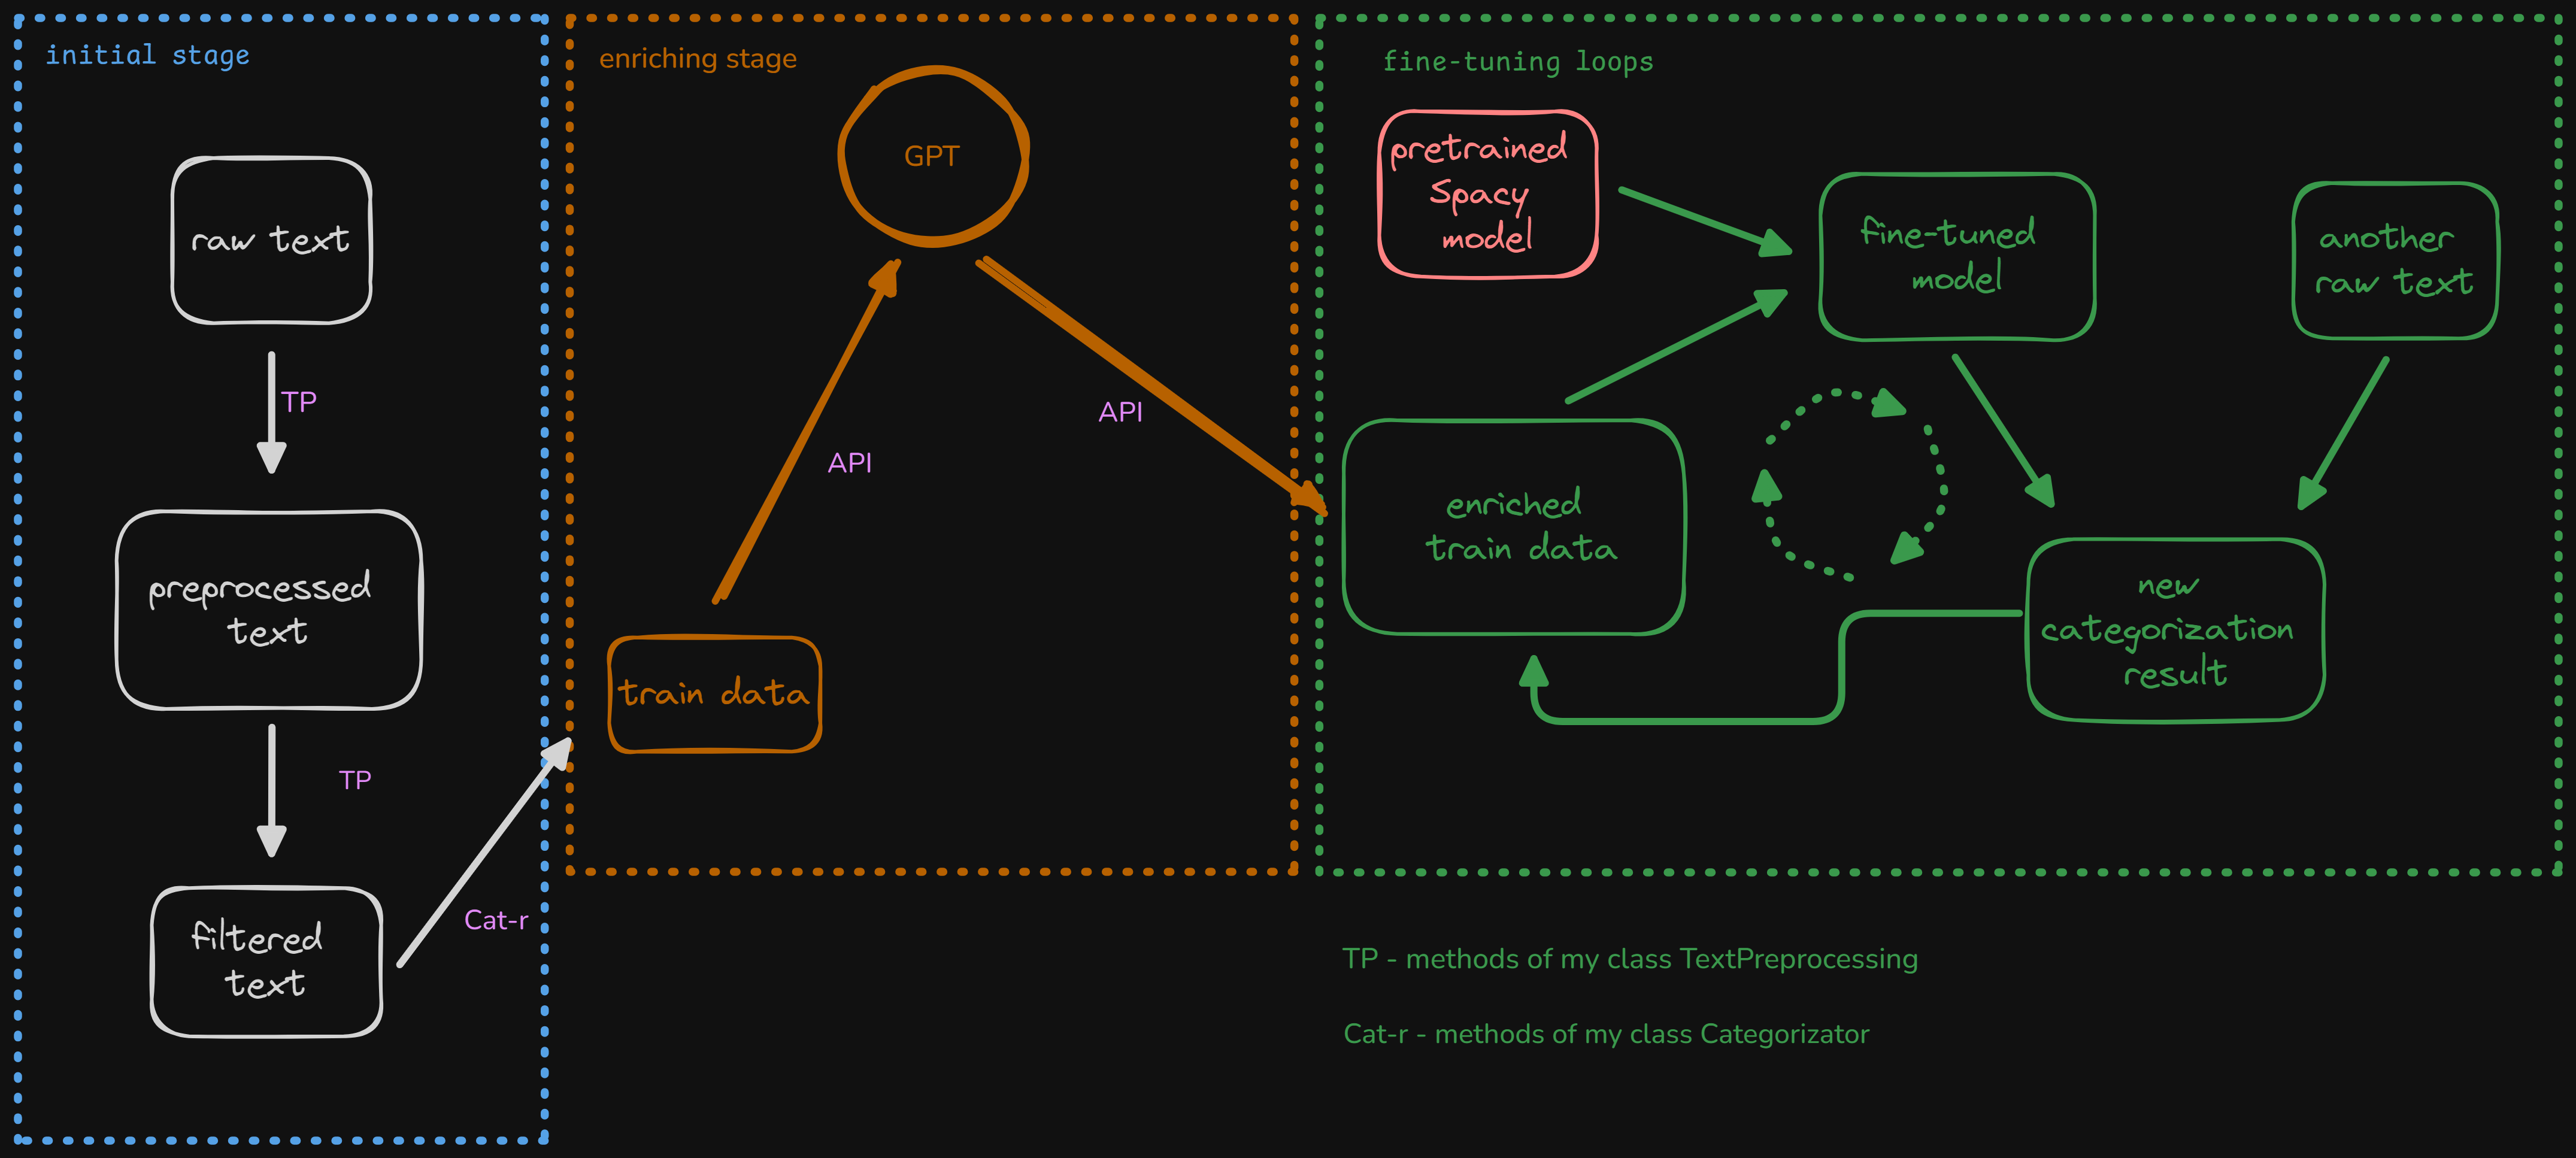 initial stage
raw text
TP
preprocessed
text
TP
filtered
text
Cat-r
enriching stage
GPT
API
API
train data
fine-tuning loops
pretrained
Spacy
model
fine-tuned
model
another
raw text
enriched
train data
new
categorization
result
TP - methods of my class TextPreprocessing
Cat-r - methods of my class Categorizator